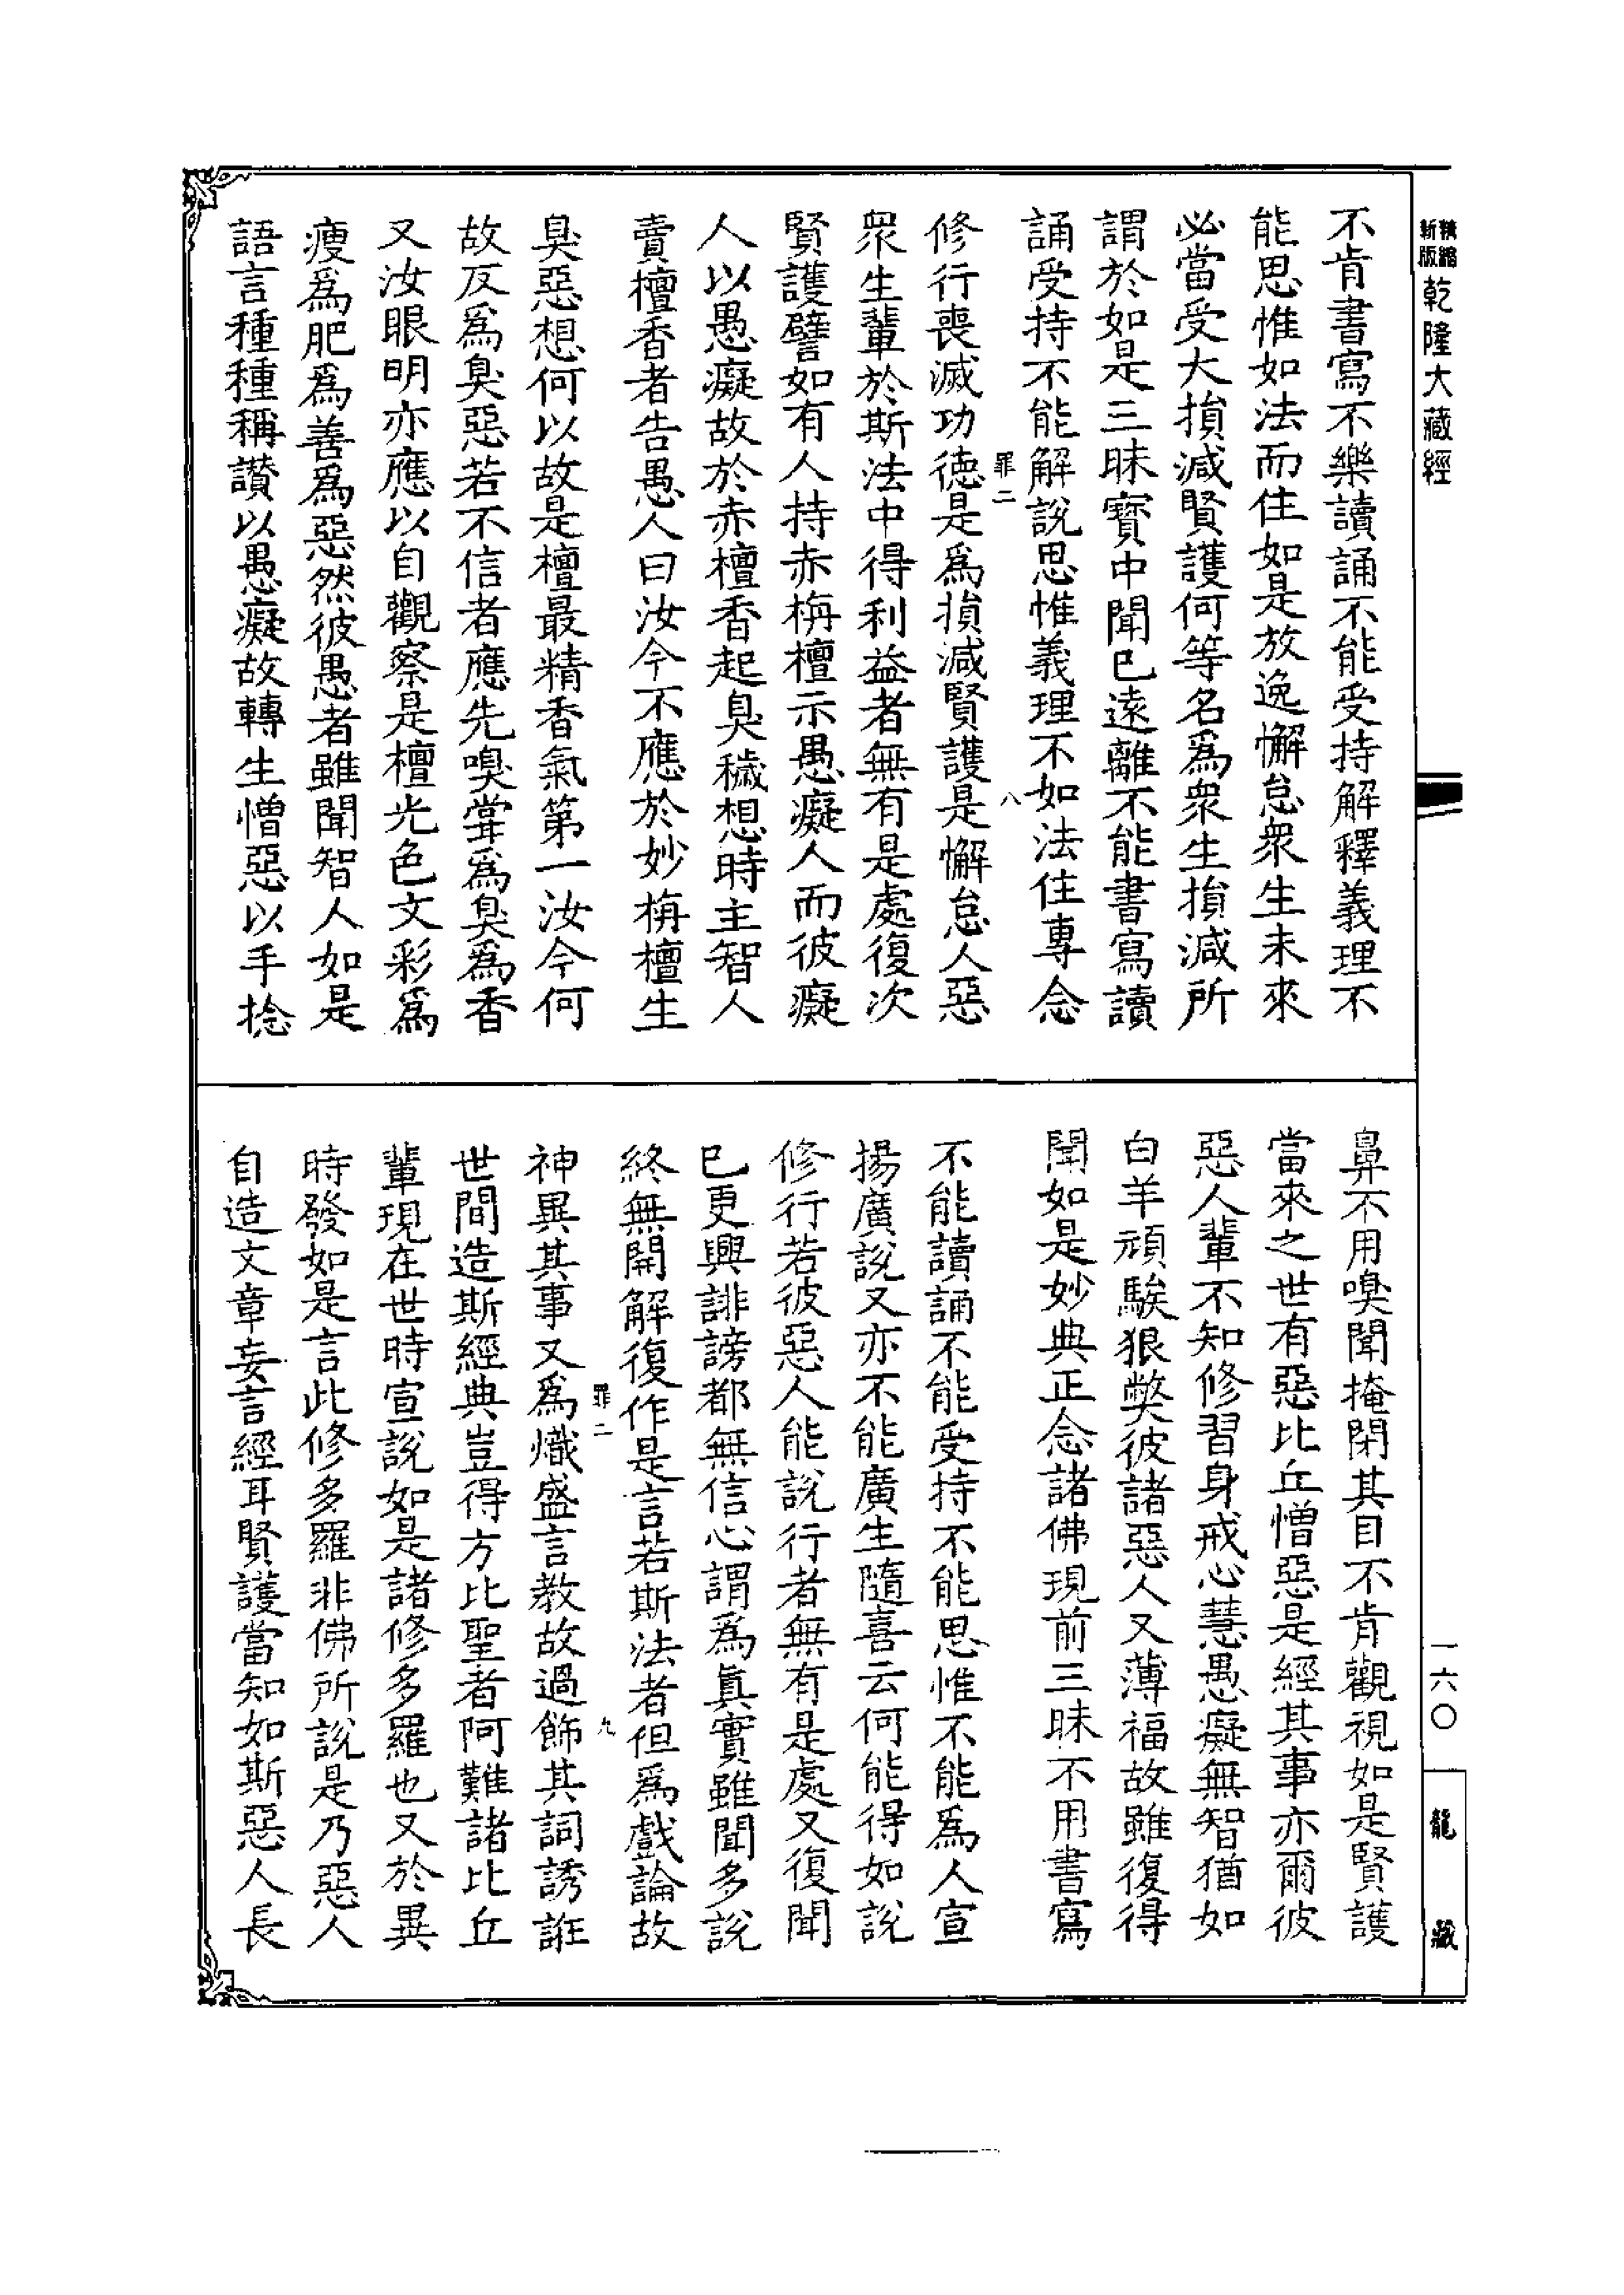 新版
精縮
乾隆大藏經
一六〇
龍藏
不肯書寫不樂讀誦不能受持解釋義理不
能思惟如法而住如是放逸懈怠衆生未來
必當受大損減賢護何等名爲衆生損減所
謂於如是三昧寶中聞已遠離不能書寫讀
誦受持不能解說思惟義理不如法住專念
罪二
八
修行喪滅功德是爲損減賢護是懈怠人惡
衆生輩於斯法中得利益者無有是處復次
賢護譬如有人持赤栴檀示愚癡人而彼癡
人以愚癡故於赤檀香起臭穢想時主智人
賣檀香者告愚人曰汝今不應於妙栴檀生
臭惡想何以故是檀最精香氣第一汝今何
故反爲臭惡若不信者應先嗅甞爲臭爲香
又汝眼明亦應以自觀察是檀光色文彩爲
瘦爲肥爲善爲惡然彼愚者雖聞智人如是
語言種種稱讚以愚癡故轉生憎惡以手捻
鼻不用嗅聞掩閉其目不肯觀視如是賢護
當來之世有惡比丘憎惡是經其事亦爾彼
惡人輩不知修習身戒心慧愚癡無智猶如
白羊頑騃狠弊彼諸惡人又薄福故雖復得
聞如是妙典正念諸佛現前三昧不用書寫
不能讀誦不能受持不能思惟不能爲人宣
揚廣說又亦不能廣生隨喜云何能得如說
修行若彼惡人能說行者無有是處又復聞
已更興誹謗都無信心謂爲眞實雖聞多說
終無開解復作是言若斯法者但爲戲論故
罪二
九
神異其事又爲熾盛言教故過飾其詞誘誑
世間造斯經典豈得方比聖者阿難諸比丘
輩現在世時宣說如是諸修多羅也又於異
時發如是言此修多羅非佛所說是乃惡人
自造文章妄言經耳賢護當知如斯惡人長